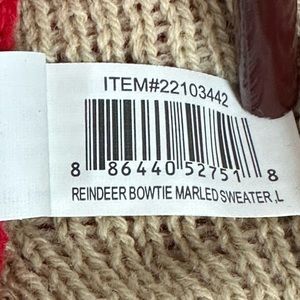 ITEM#22103442
8 86440 52751 8
REINDEER BOWTIE MARLED SWEATER ,L